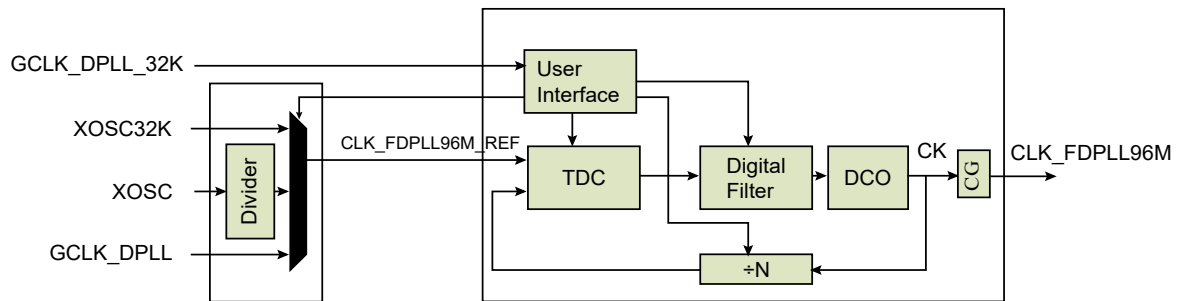 GCLK_DPLL_32K
User
Interface
XOSC32K
CLK_FDPLL96M_REF
CK
CLK_FDPLL96M
XOSC
Divider
TDC
Digital
Filter
DCO
CG
GCLK_DPLL
÷N